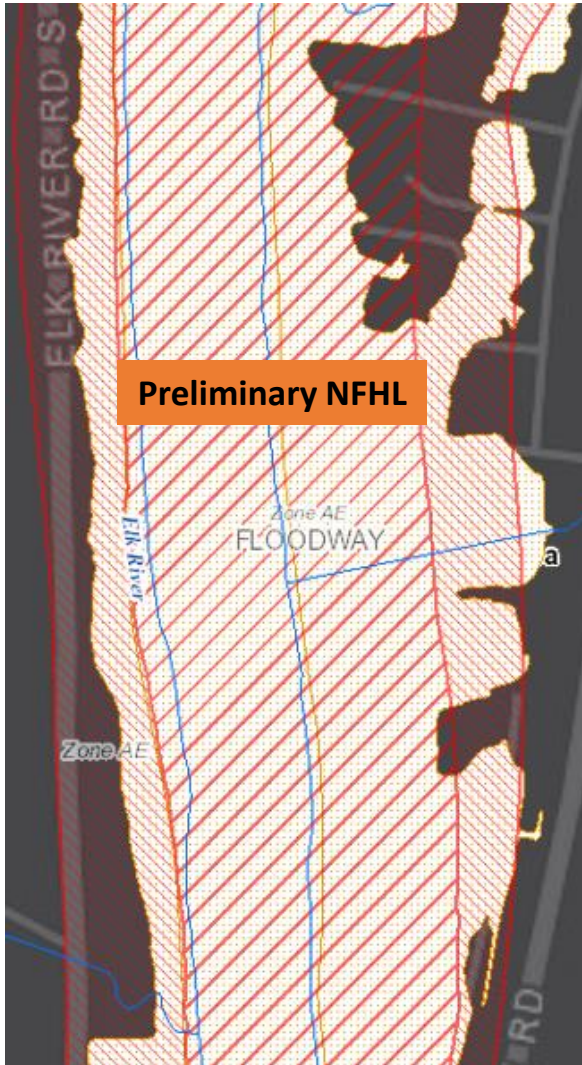 ELK RIVER RD S
Preliminary NFHL
Zone AE
FLOODWAY
Elk River
a
Zone AE
RD